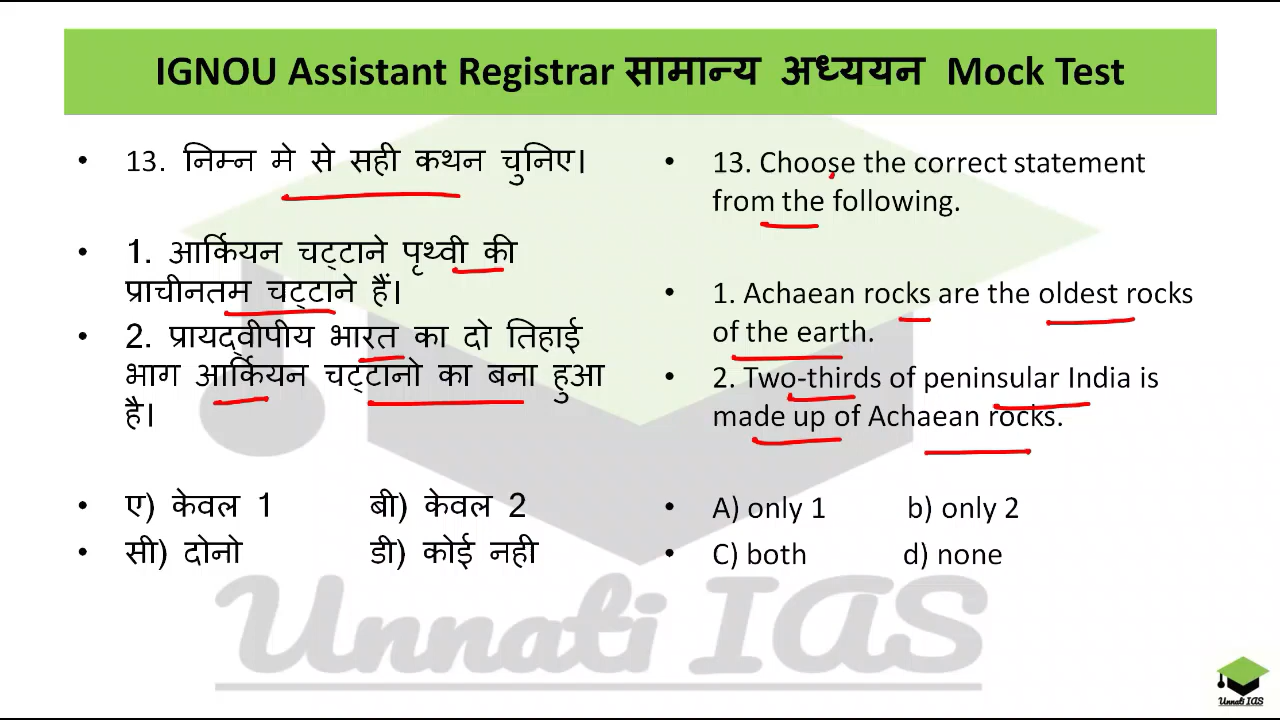 IGNOU Assistant Registrar सामान्य अध्ययन Mock Test
• 13. निम्न मे से सही कथन चुनिए।
• 1. आर्कियन चट्टाने पृथ्वी की
प्राचीनतम चट्टाने हैं।
• 2. प्रायद्वीपीय भारत का दो तिहाई
भाग आर्कियन चट्टानो का बना हुआ
है।
• ए) केवल 1 बी) केवल 2
• सी) दोनो डी) कोई नही
• 13. Choose the correct statement
from the following.
• 1. Achaean rocks are the oldest rocks
of the earth.
• 2. Two-thirds of peninsular India is
made up of Achaean rocks.
• A) only 1 b) only 2
• C) both d) none
Unnati IAS
Unnati IAS